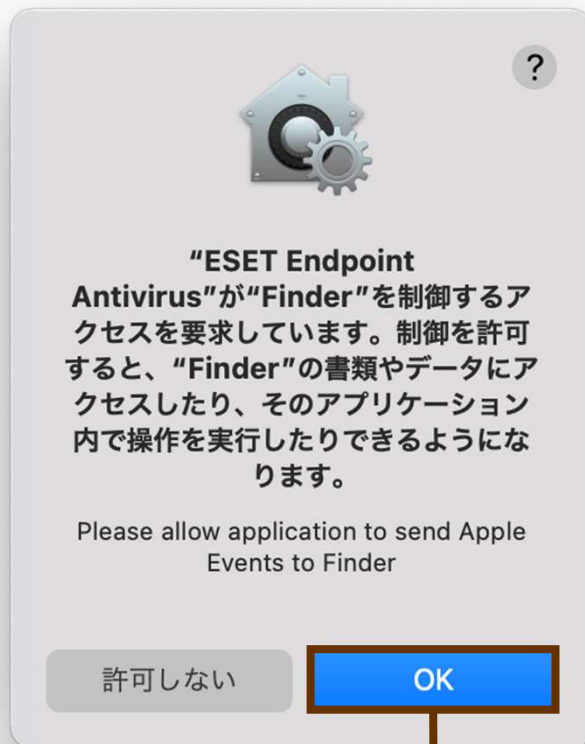 ?
“ESET Endpoint
Antivirus”が“Finder”を制御するア
クセスを要求しています。制御を許可
すると、“Finder”の書類やデータにア
クセスしたり、そのアプリケーション
内で操作を実行したりできるようにな
ります。
Please allow application to send Apple
Events to Finder
許可しない
OK